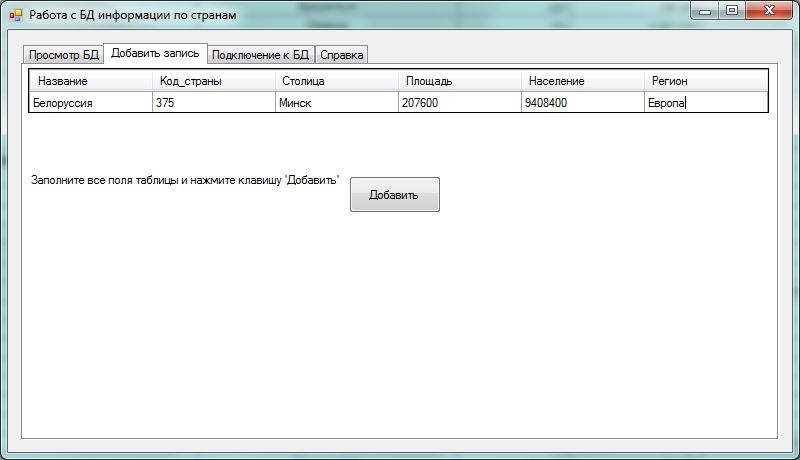 Работа с БД информации по странам
Просмотр БД Добавить запись Подключение к БД Справка
Название Код_страны Столица Площадь Население Регион
Белоруссия 375 Минск 207600 9408400 Европа
Заполните все поля таблицы и нажмите клавишу 'Добавить' Добавить